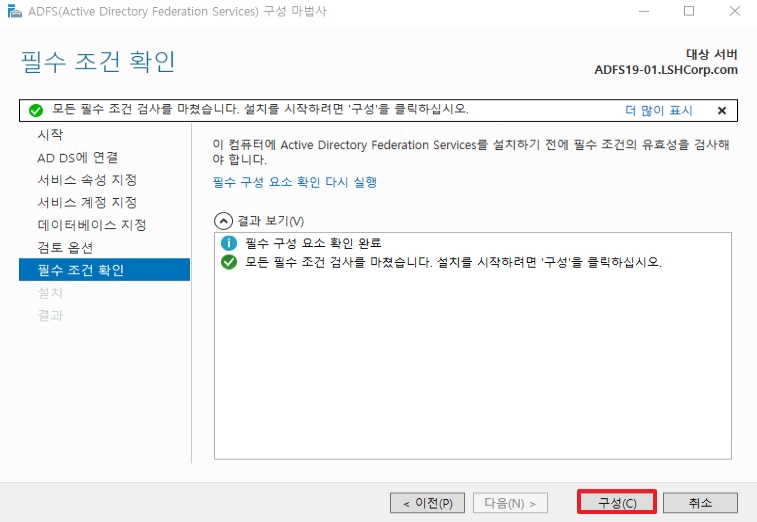 ADFS(Active Directory Federation Services) 구성 마법사
필수 조건 확인
대상 서버
ADFS19-01.LSHCorp.com
모든 필수 조건 검사를 마쳤습니다. 설치를 시작하려면 '구성'을 클릭하십시오.
더 많이 표시
시작
AD DS에 연결
서비스 속성 지정
서비스 계정 지정
데이터베이스 지정
검토 옵션
필수 조건 확인
설치
결과
이 컴퓨터에 Active Directory Federation Services를 설치하기 전에 필수 조건의 유효성을 검사해
야 합니다.
필수 구성 요소 확인 다시 실행
결과 보기(V)
필수 구성 요소 확인 완료
모든 필수 조건 검사를 마쳤습니다. 설치를 시작하려면 '구성'을 클릭하십시오.
< 이전(P)
다음(N) >
구성(C)
취소